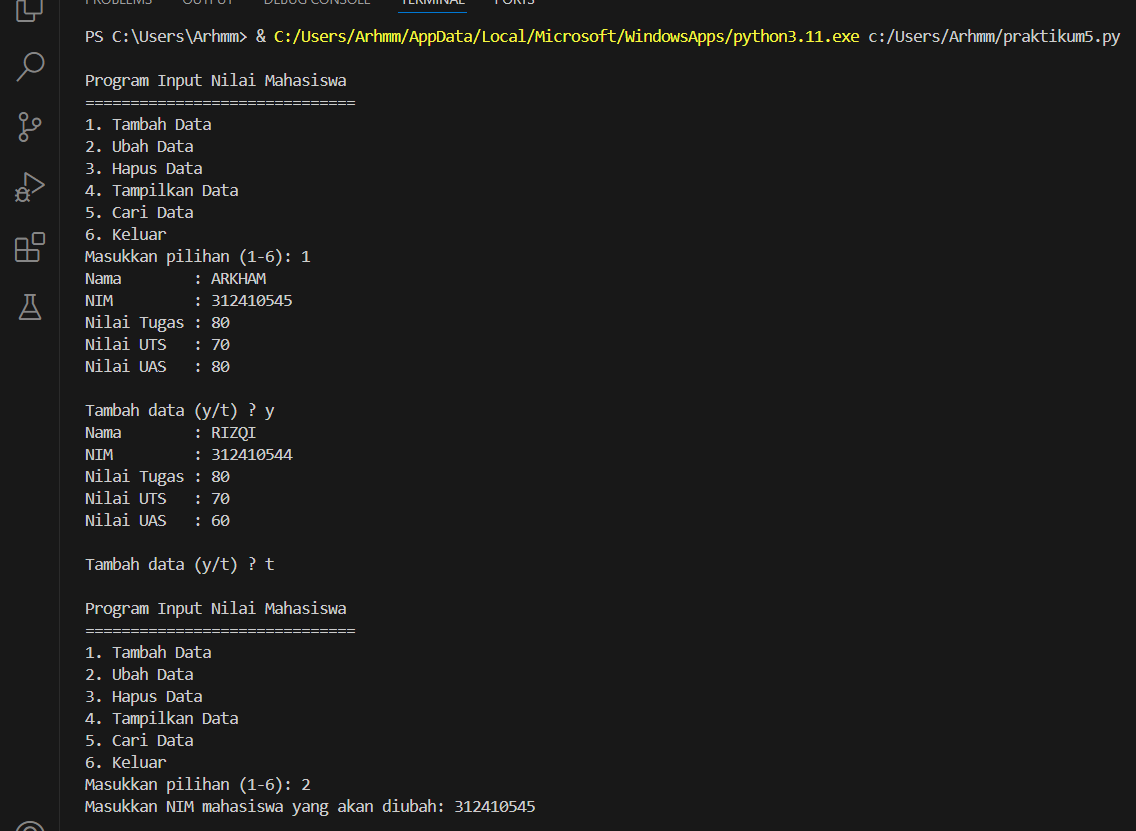 PROBLEMS OUTPUT DEBUG CONSOLE TERMINAL PORTS
PS C:\Users\Arhmm> & C:/Users/Arhmm/AppData/Local/Microsoft/WindowsApps/python3.11.exe c:/Users/Arhmm/praktikum5.py
Program Input Nilai Mahasiswa
==============================
1. Tambah Data
2. Ubah Data
3. Hapus Data
4. Tampilkan Data
5. Cari Data
6. Keluar
Masukkan pilihan (1-6): 1
Nama        : ARKHAM
NIM         : 312410545
Nilai Tugas : 80
Nilai UTS   : 70
Nilai UAS   : 80
Tambah data (y/t) ? y
Nama        : RIZQI
NIM         : 312410544
Nilai Tugas : 80
Nilai UTS   : 70
Nilai UAS   : 60
Tambah data (y/t) ? t
Program Input Nilai Mahasiswa
==============================
1. Tambah Data
2. Ubah Data
3. Hapus Data
4. Tampilkan Data
5. Cari Data
6. Keluar
Masukkan pilihan (1-6): 2
Masukkan NIM mahasiswa yang akan diubah: 312410545